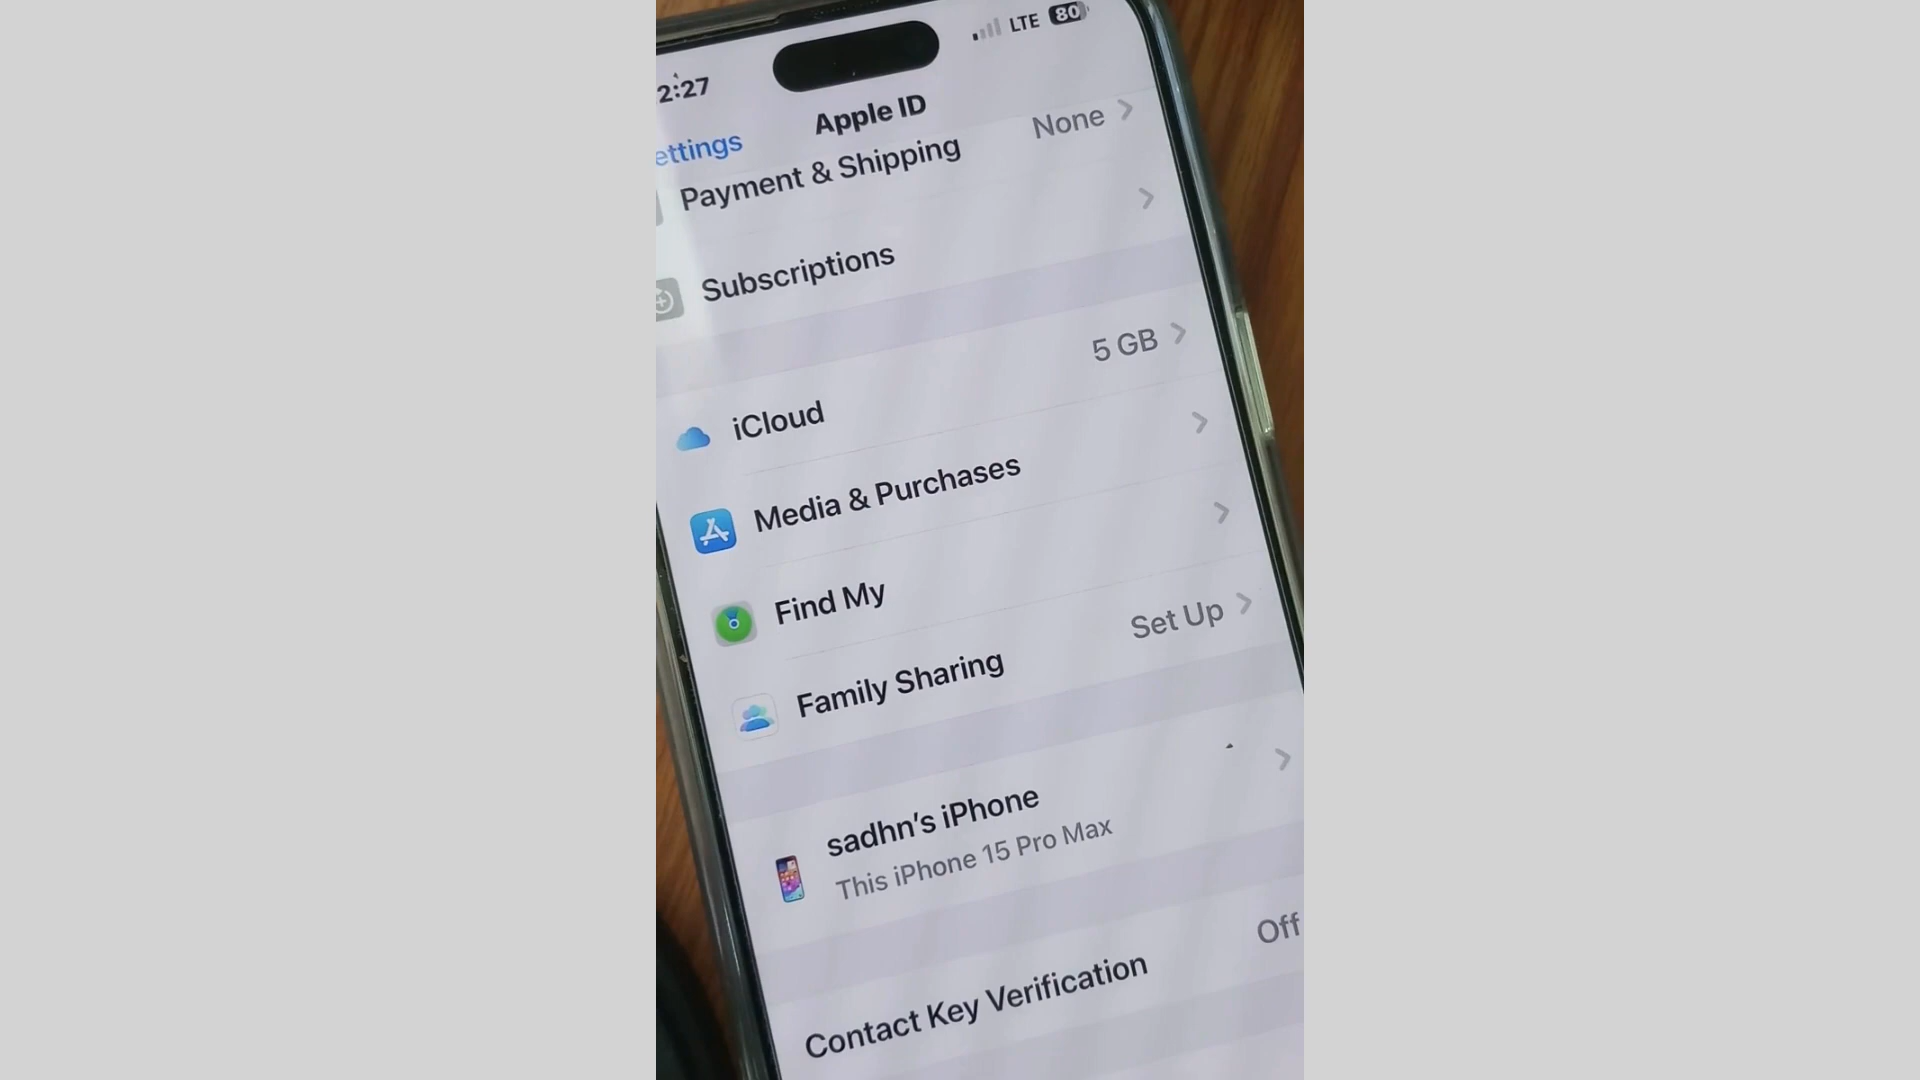 2:27
LTE 80
ettings
Apple ID
Payment & Shipping
None
Subscriptions
iCloud
5 GB
Media & Purchases
Find My
Family Sharing
Set Up
sadhn's iPhone
This iPhone 15 Pro Max
Contact Key Verification
Off